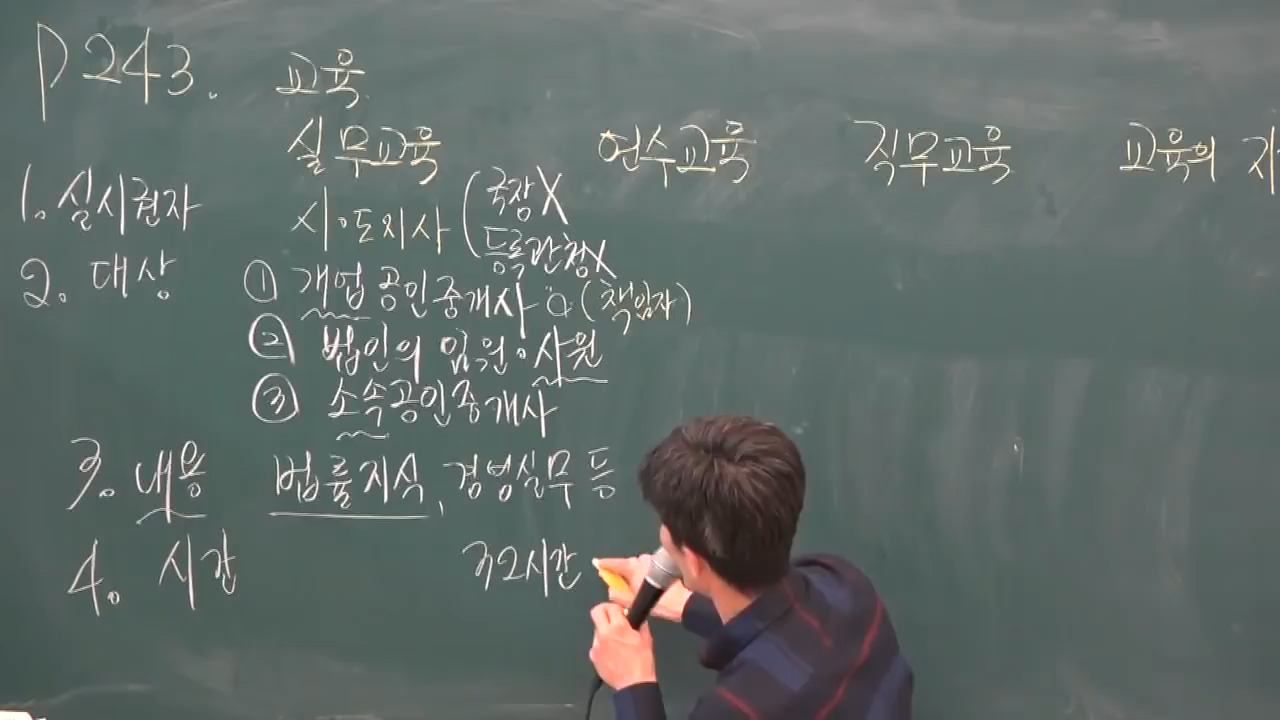 P 243. 교육
실무교육 연수교육 직무교육 교육의
1. 실시권자 시·도지사 (국장X
등록관청X
2. 대상 ① 개업공인중개사 (책임자)
② 법인의 임원·사원
③ 소속공인중개사
3. 내용 법률지식, 경영실무 등
4. 시간 32시간